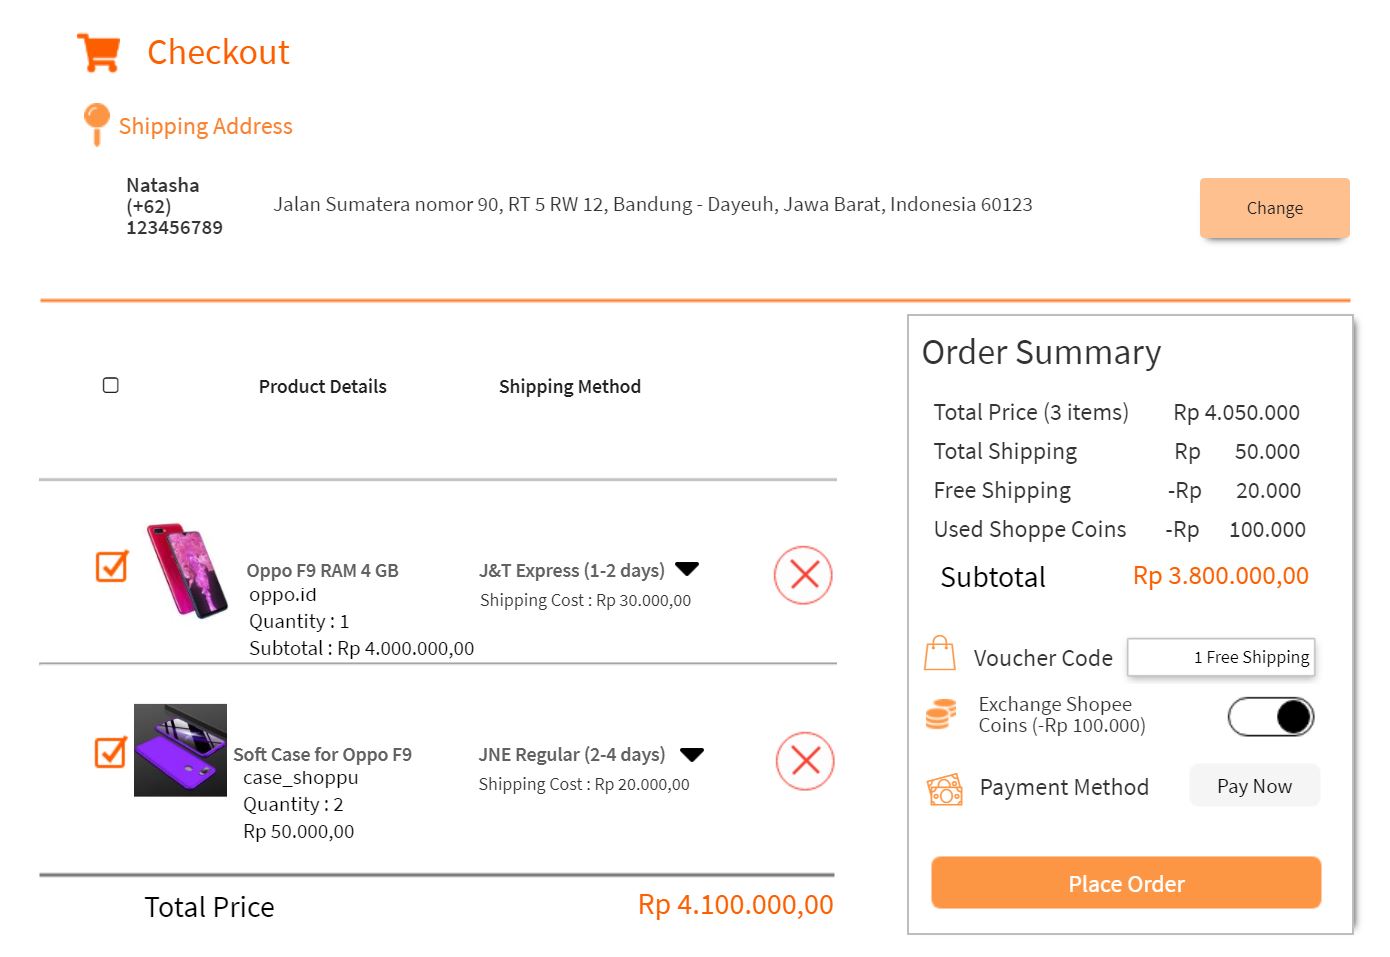 Checkout
Shipping Address
Natasha
(+62)
123456789
Jalan Sumatera nomor 90, RT 5 RW 12, Bandung - Dayeuh, Jawa Barat, Indonesia 60123
Change
Product Details Shipping Method
Oppo F9 RAM 4 GB
oppo.id
Quantity : 1
Subtotal : Rp 4.000.000,00
J&T Express (1-2 days)
Shipping Cost : Rp 30.000,00
Soft Case for Oppo F9
case_shoppu
Quantity : 2
Rp 50.000,00
JNE Regular (2-4 days)
Shipping Cost : Rp 20.000,00
Total Price Rp 4.100.000,00
Order Summary
Total Price (3 items) Rp 4.050.000
Total Shipping Rp 50.000
Free Shipping -Rp 20.000
Used Shoppe Coins -Rp 100.000
Subtotal Rp 3.800.000,00
Voucher Code 1 Free Shipping
Exchange Shopee
Coins (-Rp 100.000)
Payment Method Pay Now
Place Order